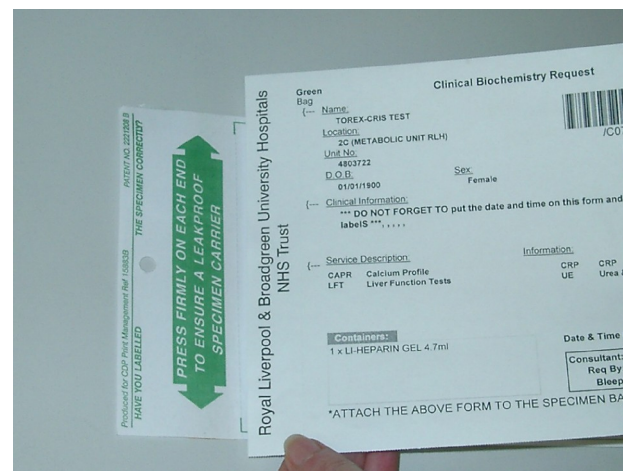 PATENT NO. 2221208 B
THE SPECIMEN CORRECTLY?
PRESS FIRMLY ON EACH END
TO ENSURE A LEAKPROOF
SPECIMEN CARRIER
Produced for CDP Print Management Ref 158839
HAVE YOU LABELLED
Royal Liverpool & Broadgreen University Hospitals
NHS Trust
Green
Bag
Clinical Biochemistry Request
{--- Name:
TOREX-CRIS TEST
/C07
Location:
2C (METABOLIC UNIT RLH)
Unit No:
4803722
D.O.B. Sex:
01/01/1900 Female
{--- Clinical Information:
*** DO NOT FORGET TO put the date and time on this form and
labelS ***, , , , ,
{--- Service Description: Information:
CAPR Calcium Profile CRP CRP
LFT Liver Function Tests UE Urea
Containers: Date & Time
1 x LI-HEPARIN GEL 4.7ml
Consultant:
Req By
Bleep
*ATTACH THE ABOVE FORM TO THE SPECIMEN BA